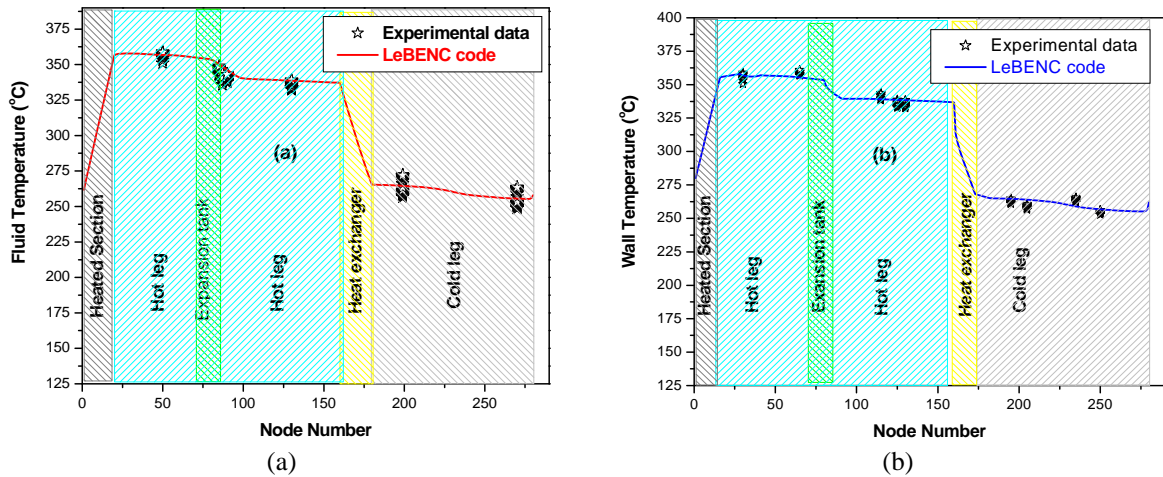 (a)
Fluid Temperature (°C)
375
350
325
300
275
250
225
200
175
150
125
Experimental data
LeBENC code
(a)
Heated Section
Hot leg
Expansion tank
Hot leg
Heat exchanger
Cold leg
0 50 100 150 200 250
Node Number
(a)
(b)
Wall Temperature (°C)
400
375
350
325
300
275
250
225
200
175
150
125
Experimental data
LeBENC code
(b)
Heated Section
Hot leg
Exansion tank
Hot leg
Heat exchanger
Cold leg
0 50 100 150 200 250
Node Number
(b)